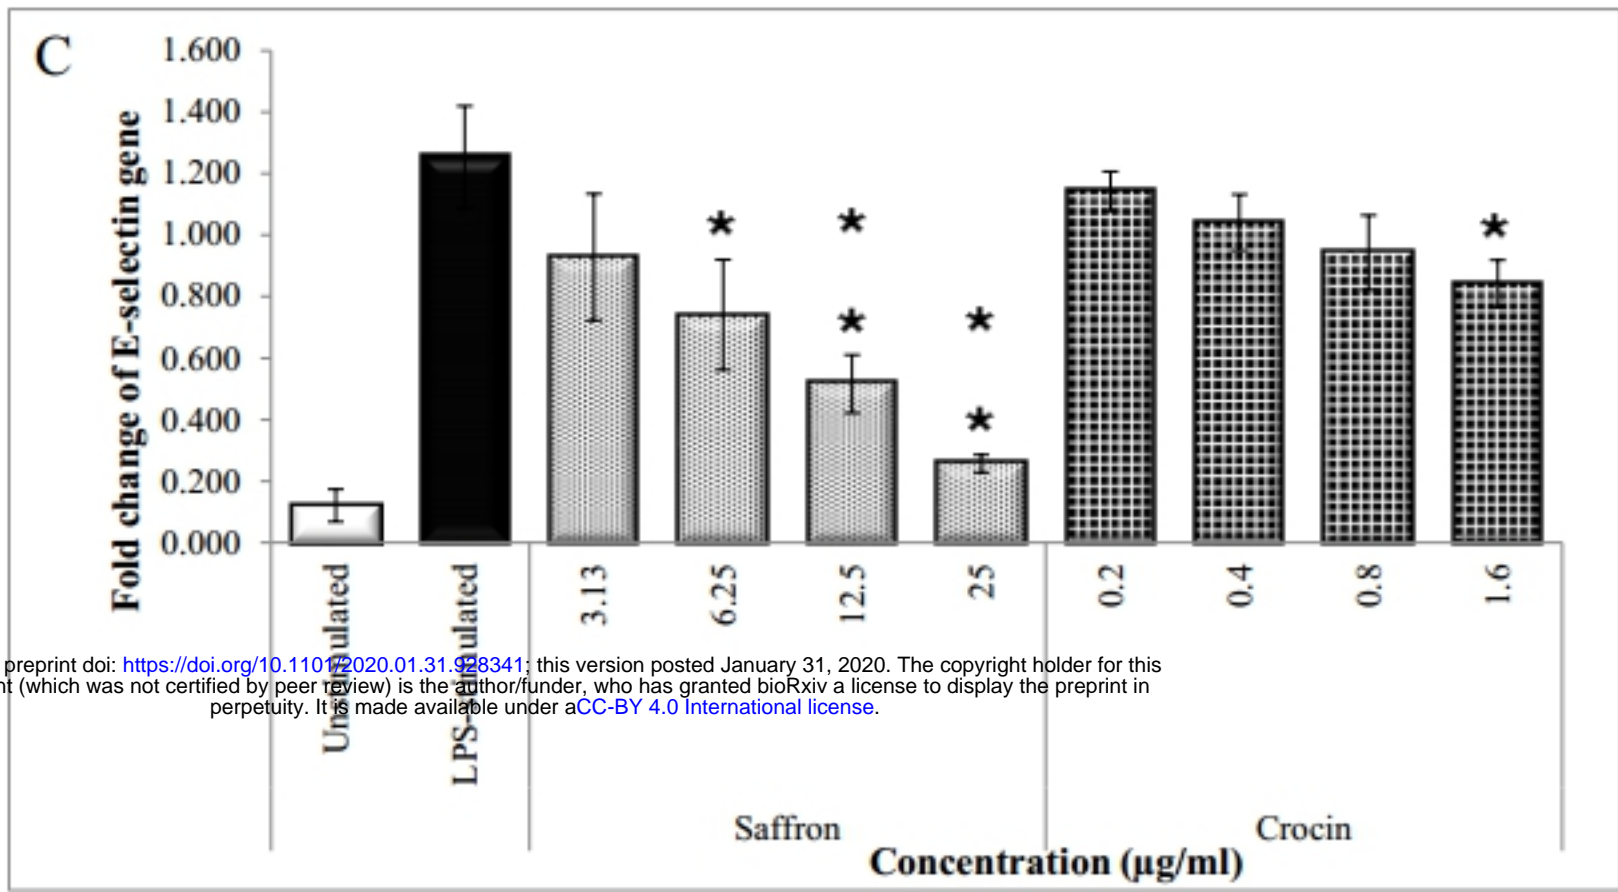 C
Fold change of E-selectin gene
1.600
1.400
1.200
1.000
0.800
0.600
0.400
0.200
0.000
Unstimulated
LPS-stimulated
3.13
6.25
12.5
25
0.2
0.4
0.8
1.6
preprint doi: https://doi.org/10.1101/2020.01.31.928341; this version posted January 31, 2020. The copyright holder for this
(which was not certified by peer review) is the author/funder, who has granted bioRxiv a license to display the preprint in
perpetuity. It is made available under aCC-BY 4.0 International license.
Saffron
Crocin
Concentration (µg/ml)